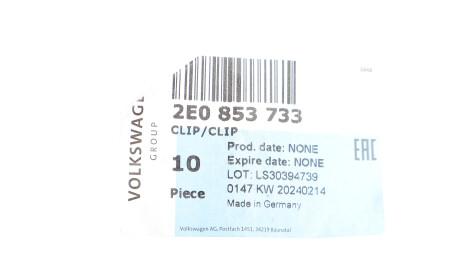 VOLKSWAGE
GROUP
2E0 853 733
CLIP/CLIP
10
Piece
Prod. date: NONE
Expire date: NONE
LOT: LS30394739
0147 KW 20240214
Made in Germany
EAC
Volkswagen AG, Postfach 1451, 34219 Baunatal